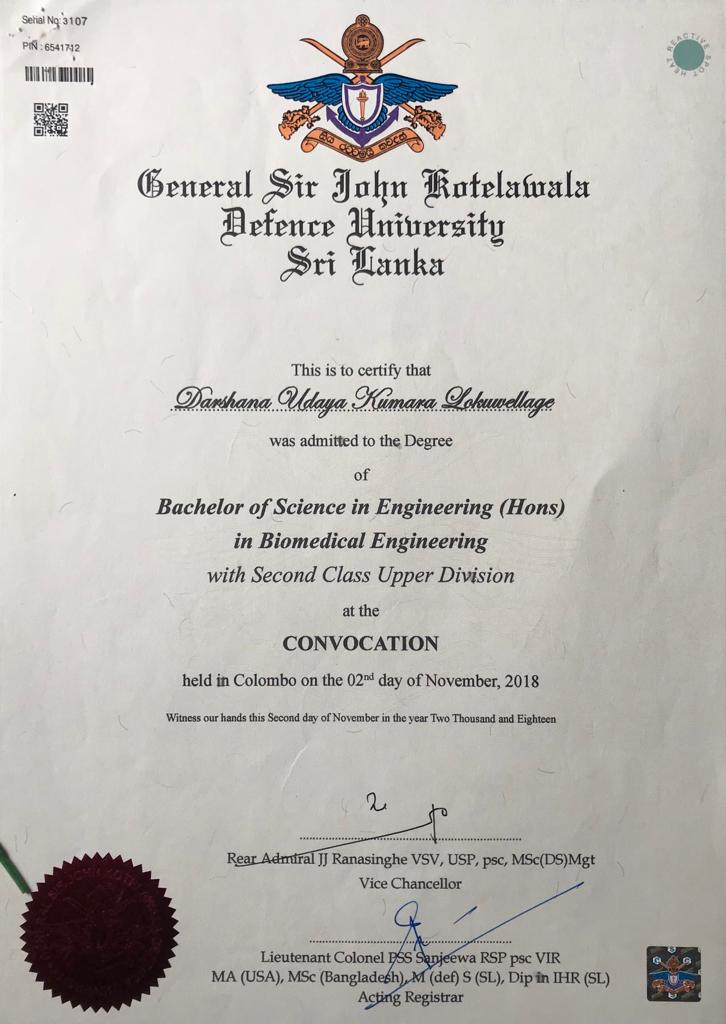 Serial No: 3107
PIN : 6541712
HEAT REACTIVE SPOT
General Sir John Kotelawala
Defence University
Sri Lanka
This is to certify that
Darshana Udaya Kumara Lokuwellage
was admitted to the Degree
of
Bachelor of Science in Engineering (Hons)
in Biomedical Engineering
with Second Class Upper Division
at the
CONVOCATION
held in Colombo on the 02nd day of November, 2018
Witness our hands this Second day of November in the year Two Thousand and Eighteen
Rear Admiral JJ Ranasinghe VSV, USP, psc, MSc(DS)Mgt
Vice Chancellor
Lieutenant Colonel PSS Sanjeewa RSP psc VIR
MA (USA), MSc (Bangladesh), M (def) S (SL), Dip in IHR (SL)
Acting Registrar